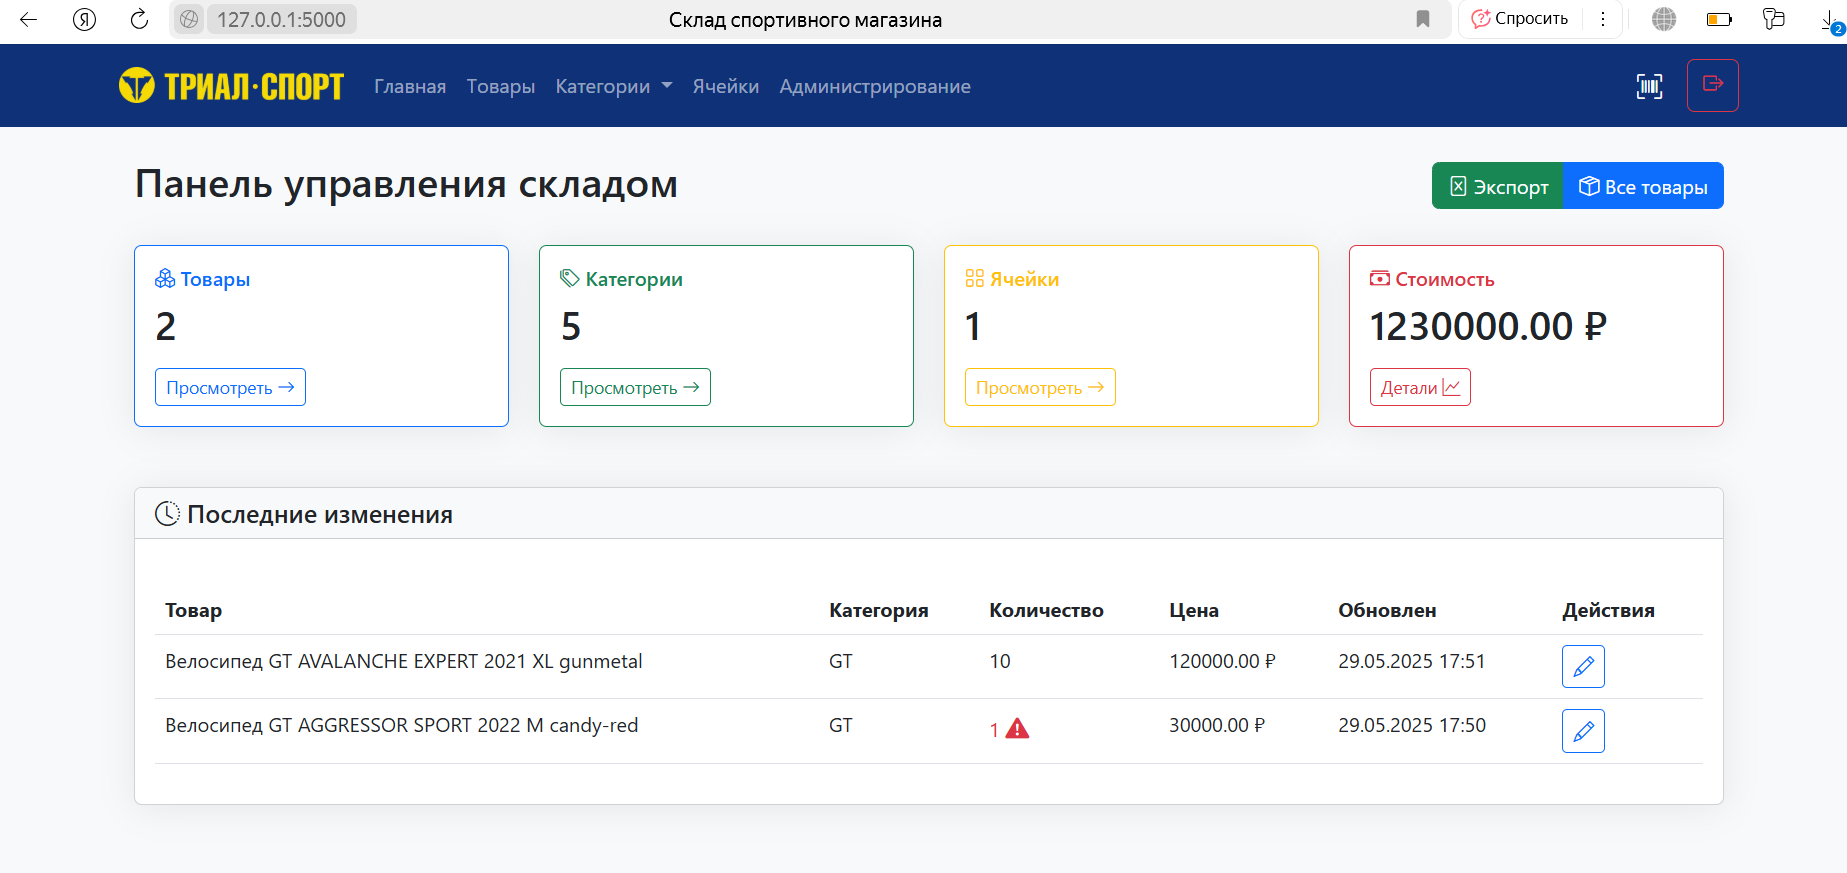 127.0.0.1:5000 Склад спортивного магазина Спросить 2
ТРИАЛ·СПОРТ Главная Товары Категории Ячейки Администрирование
Панель управления складом Экспорт Все товары
Товары Категории Ячейки Стоимость
2 5 1 1230000.00 ₽
Просмотреть Просмотреть Просмотреть Детали
Последние изменения
Товар Категория Количество Цена Обновлен Действия
Велосипед GT AVALANCHE EXPERT 2021 XL gunmetal GT 10 120000.00 ₽ 29.05.2025 17:51
Велосипед GT AGGRESSOR SPORT 2022 M candy-red GT 1 30000.00 ₽ 29.05.2025 17:50